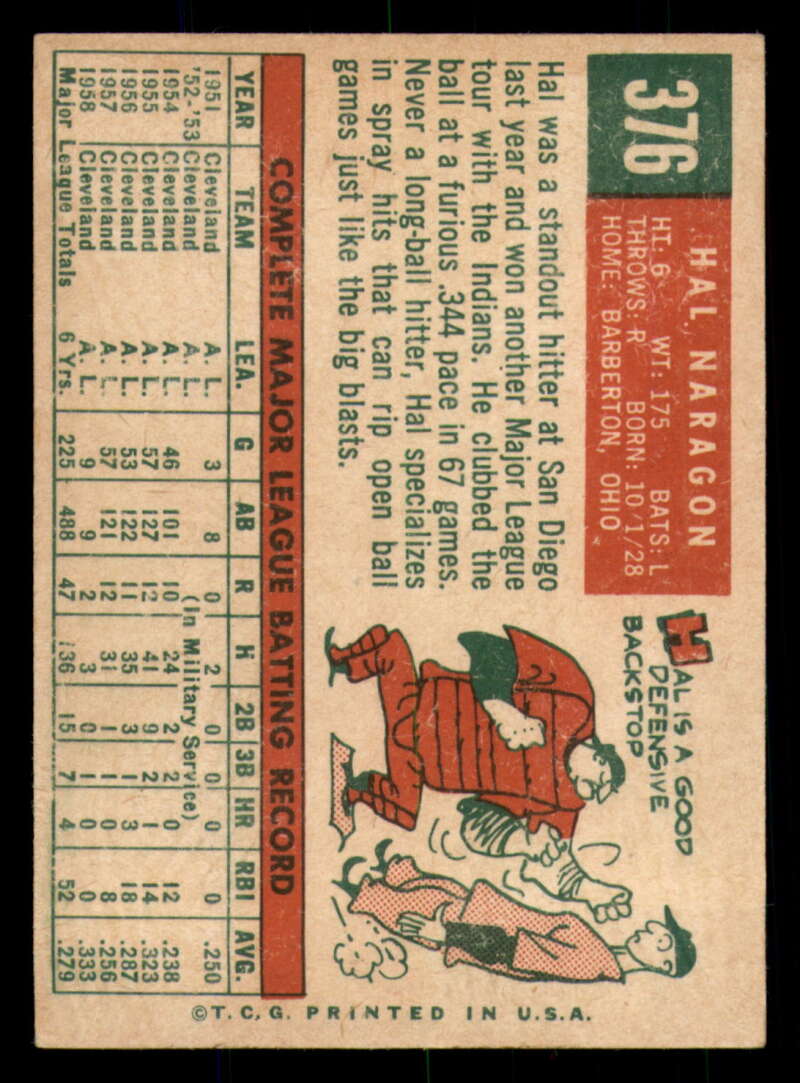 376
HAL NARAGON
HT: 6 WT: 175 BATS: L
THROWS: R BORN: 10/1/28
HOME: BARBERTON, OHIO
Hal was a standout hitter at San Diego
last year and won another Major League
tour with the Indians. He clubbed the
ball at a furious .344 pace in 67 games.
Never a long-ball hitter, Hal specializes
in spray hits that can rip open ball
games just like the big blasts.
HAL IS A GOOD
DEFENSIVE
BACKSTOP
COMPLETE MAJOR LEAGUE BATTING RECORD
YEAR TEAM LEA. G AB R H 2B 3B HR RBI AVG.
1951 Cleveland A. L. 3 8 0 2 0 0 0 0 .250
'52-'53 Cleveland A. L. (In Military Service)
1954 Cleveland A. L. 46 101 10 24 2 2 0 12 .238
1955 Cleveland A. L. 57 127 12 41 9 2 1 14 .323
1956 Cleveland A. L. 53 122 11 35 3 1 3 18 .287
1957 Cleveland A. L. 57 121 12 31 1 1 0 8 .256
1958 Cleveland A. L. 9 9 2 3 0 1 0 0 .333
Major League Totals 6 Yrs. 225 488 47 136 15 7 4 52 .279
©T.C.G. PRINTED IN U.S.A.